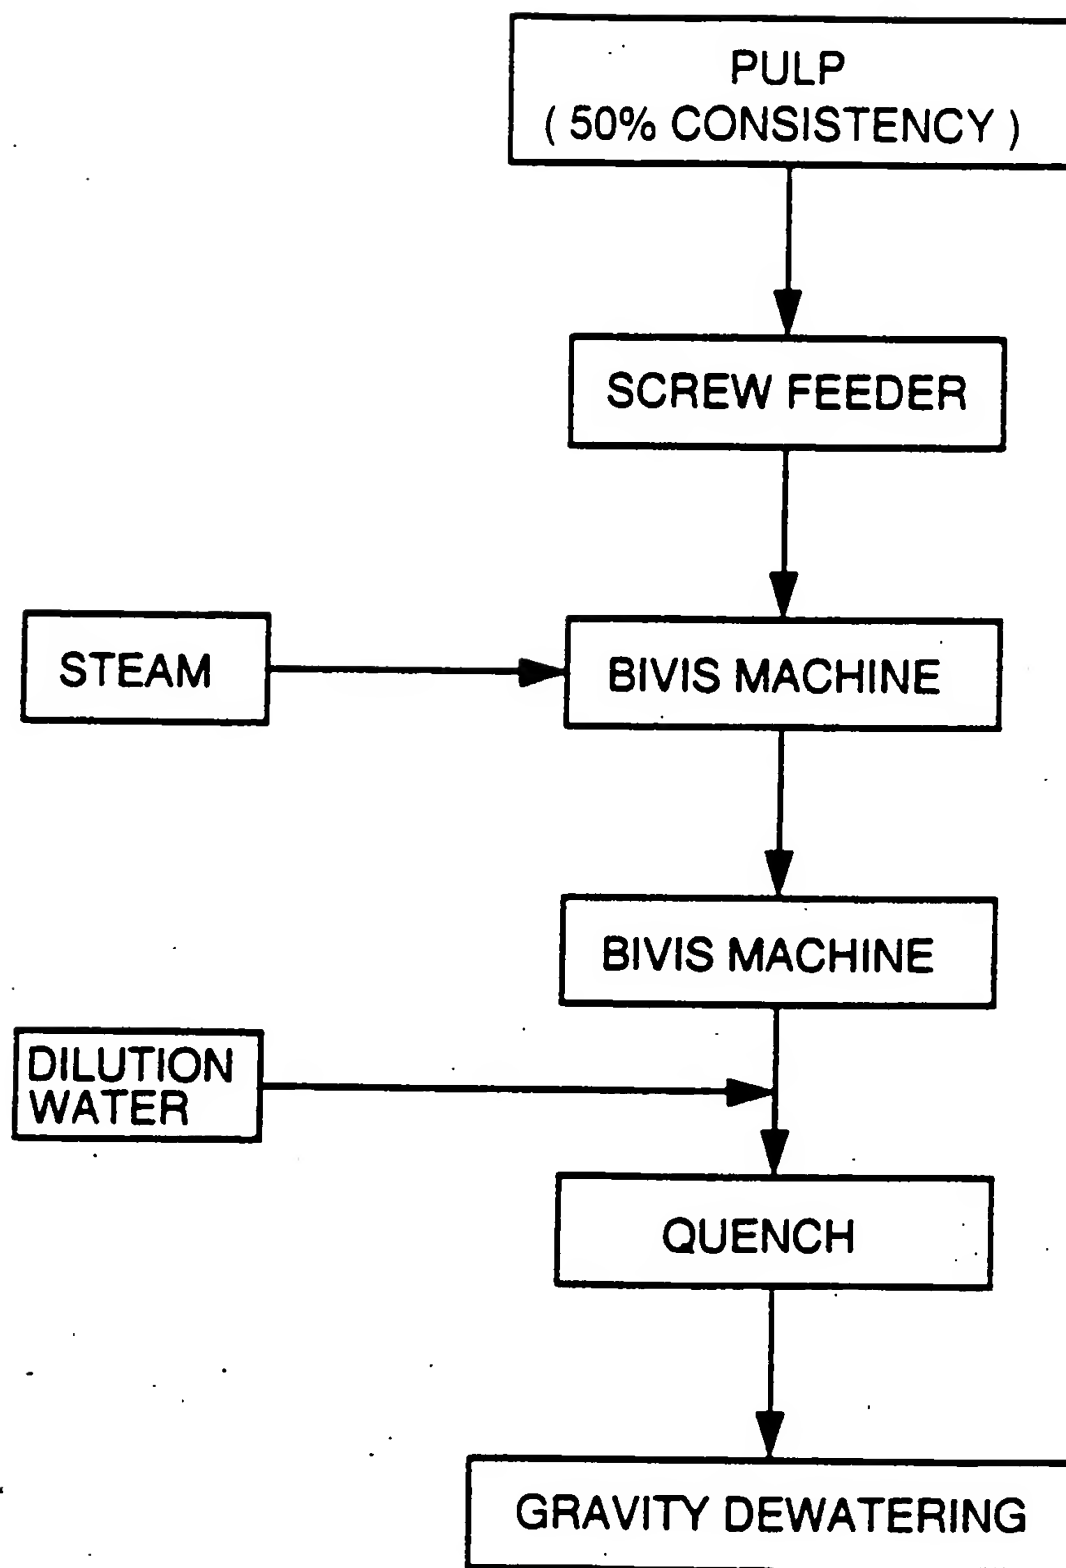 PULP
( 50% CONSISTENCY )
SCREW FEEDER
STEAM
BIVIS MACHINE
BIVIS MACHINE
DILUTION
WATER
QUENCH
GRAVITY DEWATERING